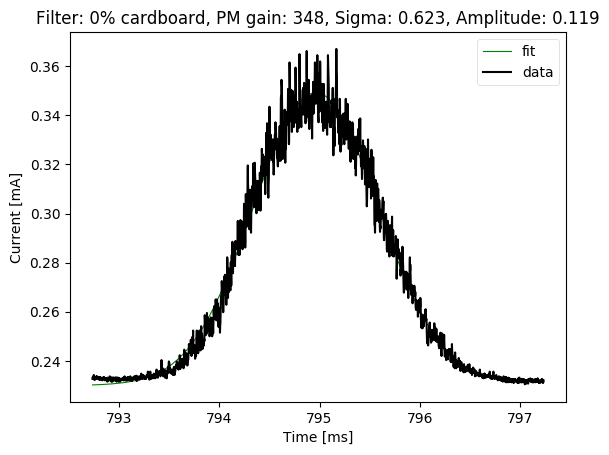 Filter: 0% cardboard, PM gain: 348, Sigma: 0.623, Amplitude: 0.119
fit
data
0.36
0.34
0.32
0.30
0.28
0.26
0.24
Current [mA]
793 794 795 796 797
Time [ms]